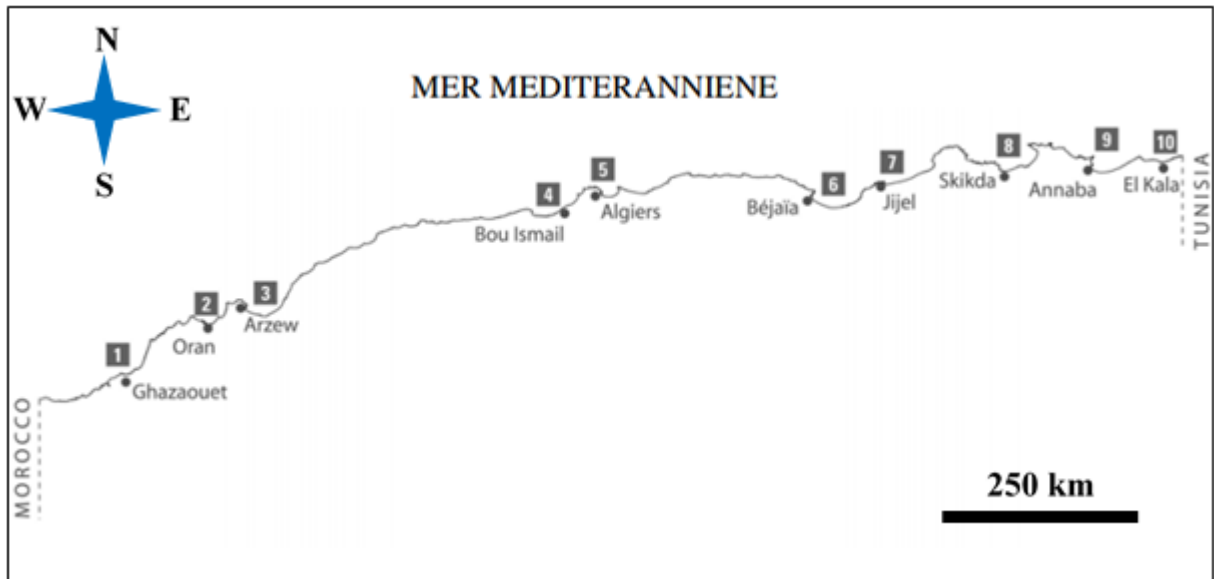 N
W E
S
MER MEDITERANNIENE
1
Ghazaouet
2
Oran
3
Arzew
4
Bou Ismail
5
Algiers
6
Béjaïa
7
Jijel
8
Skikda
9
Annaba
10
El Kala
MOROCCO
TUNISIA
250 km